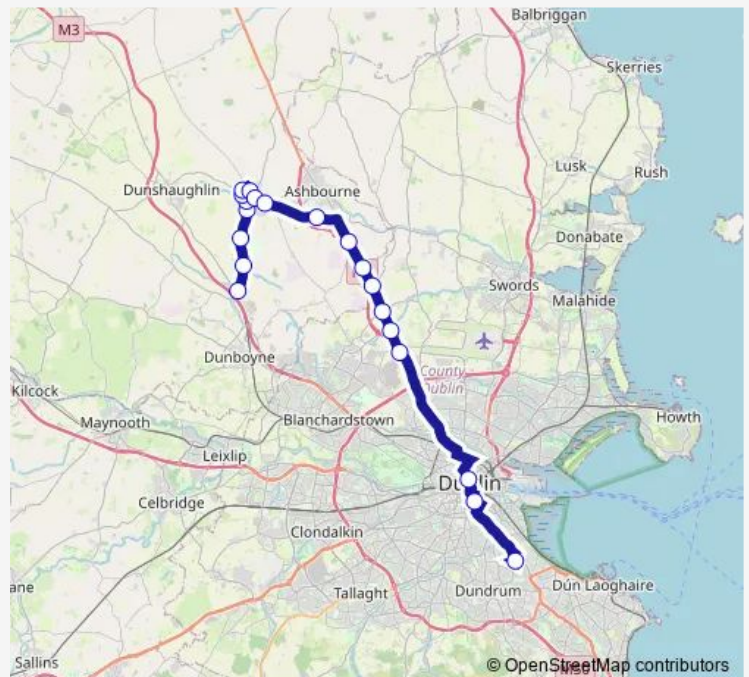 Balbriggan
M3
Skerries
Lusk
Rush
Dunshaughlin
Ashbourne
Donabate
Swords
Malahide
Dunboyne
County
Dublin
Kilcock
Maynooth
Blanchardstown
Howth
Leixlip
Dublin
Celbridge
Clondalkin
ane
Tallaght
Dundrum
Dún Laoghaire
Sallins
© OpenStreetMap contributors